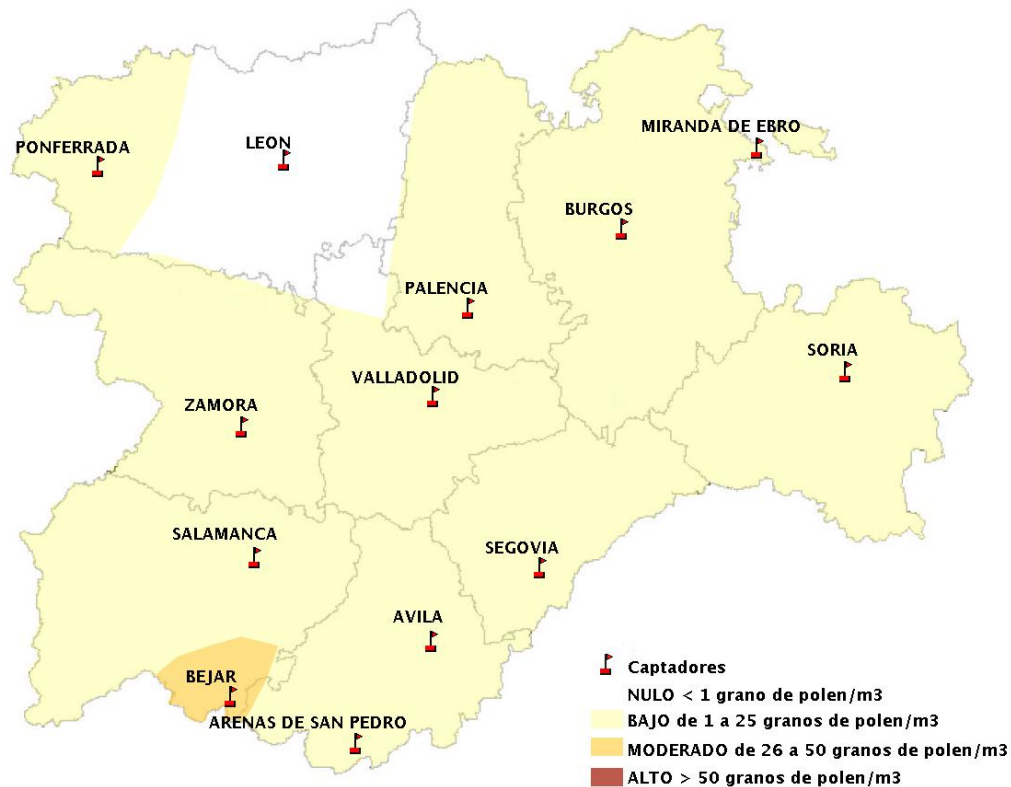 MIRANDA DE EBRO
PONFERRADA
LEON
BURGOS
PALENCIA
SORIA
VALLADOLID
ZAMORA
SALAMANCA
SEGOVIA
AVILA
BEJAR
ARENAS DE SAN PEDRO
Captadores
NULO < 1 grano de polen/m3
BAJO de 1 a 25 granos de polen/m3
MODERADO de 26 a 50 granos de polen/m3
ALTO > 50 granos de polen/m3